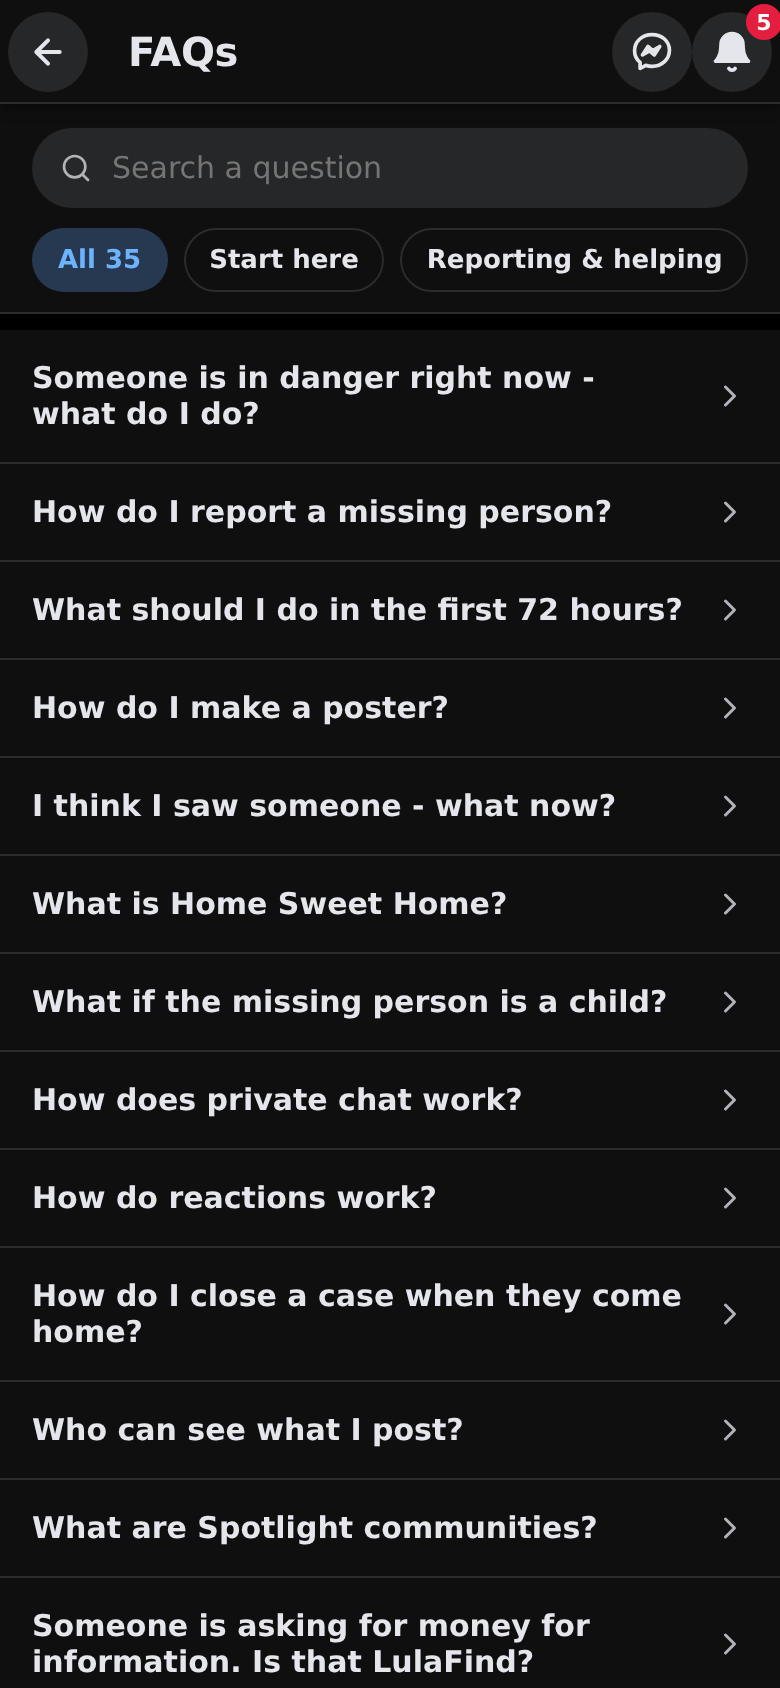 FAQs
5
Search a question
All 35
Start here
Reporting & helping
Someone is in danger right now -
what do I do?
How do I report a missing person?
What should I do in the first 72 hours?
How do I make a poster?
I think I saw someone - what now?
What is Home Sweet Home?
What if the missing person is a child?
How does private chat work?
How do reactions work?
How do I close a case when they come
home?
Who can see what I post?
What are Spotlight communities?
Someone is asking for money for
information. Is that LulaFind?